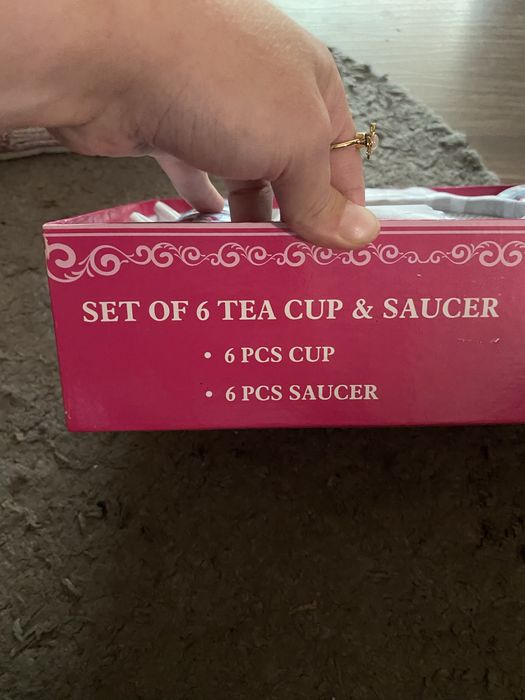 SET OF 6 TEA CUP & SAUCER
• 6 PCS CUP
• 6 PCS SAUCER